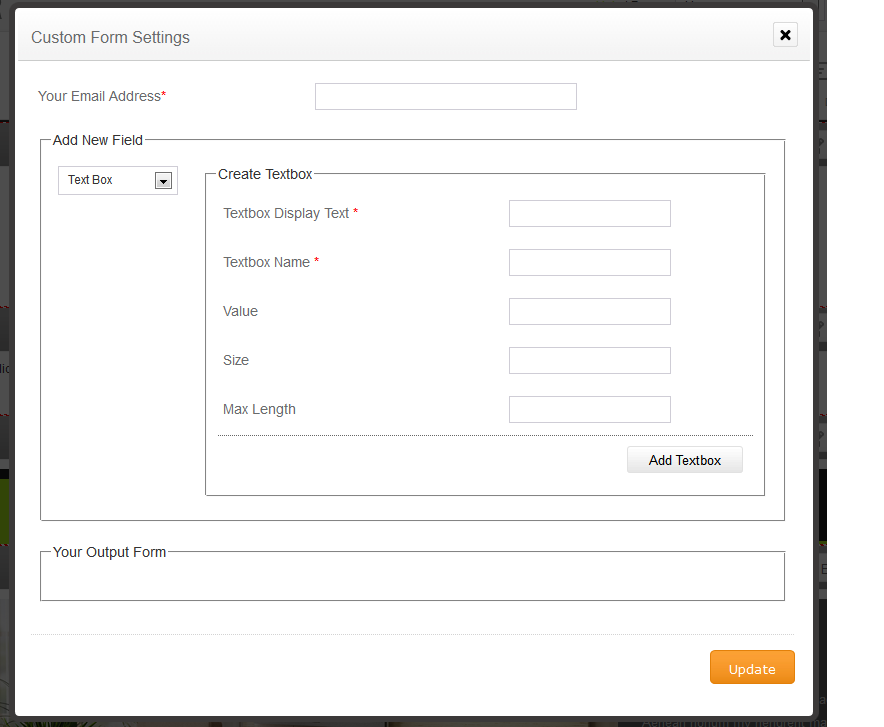 Custom Form Settings
Your Email Address*
Add New Field
Text Box
Create Textbox
Textbox Display Text *
Textbox Name *
Value
Size
Max Length
Add Textbox
Your Output Form
Update